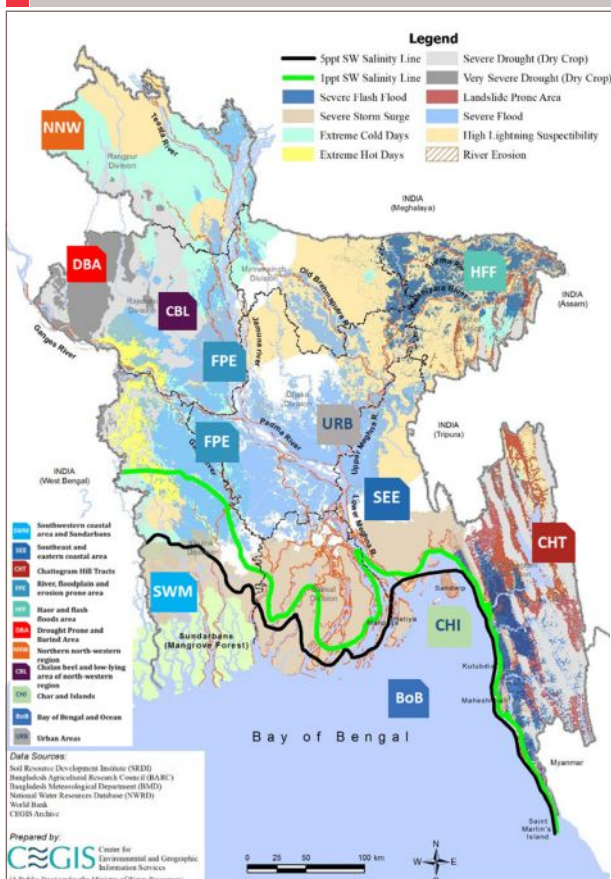 Legend
5ppt SW Salinity Line
1ppt SW Salinity Line
Severe Flash Flood
Severe Storm Surge
Extreme Cold Days
Extreme Hot Days
Severe Drought (Dry Crop)
Very Severe Drought (Dry Crop)
Landslide Prone Area
Severe Flood
High Lightning Suspectibility
River Erosion
NNW
Teesta River
Rangpur
Division
INDIA
(Meghalaya)
DBA
HFF
INDIA
(Assam)
Mymensingh
Division
Old Brahmaputra R.
CBL
Rajshahi
Division
Ganges River
Jamuna river
FPE
Dhaka
Division
URB
Padma River
Upper Meghna R.
FPE
INDIA
(Tripura)
INDIA
(West Bengal)
SEE
Lower Meghna R.
CHT
SWM
Southwestern coastal
area and Sundarbans
SEE
Southeast and
eastern coastal area
CHT
Chattogram Hill Tracts
FPE
River, floodplain and
erosion prone area
HFF
Haor and flash
floods area
DBA
Drought Prone and
Barind Area
NNW
Northern north-western
region
CBL
Chalan beel and low-lying
area of north-western
region
CHI
Char and Islands
BoB
Bay of Bengal and Ocean
URB
Urban Areas
SWM
Sundarbans
(Mangrove Forest)
Division
Sandwip
CHI
Kutubdia
BoB
Bay of Bengal
Myanmar
Saint
Martin's
Island
Data Sources:
Soil Resource Development Institute (SRDI)
Bangladesh Agricultural Research Council (BARC)
Bangladesh Meteorological Department (BMD)
National Water Resources Database (NWRD)
World Bank
CEGIS Archive
Prepared by:
CEGIS
Center for
Environmental and Geographic
Information Services
0 50 100
km
N
W E
S